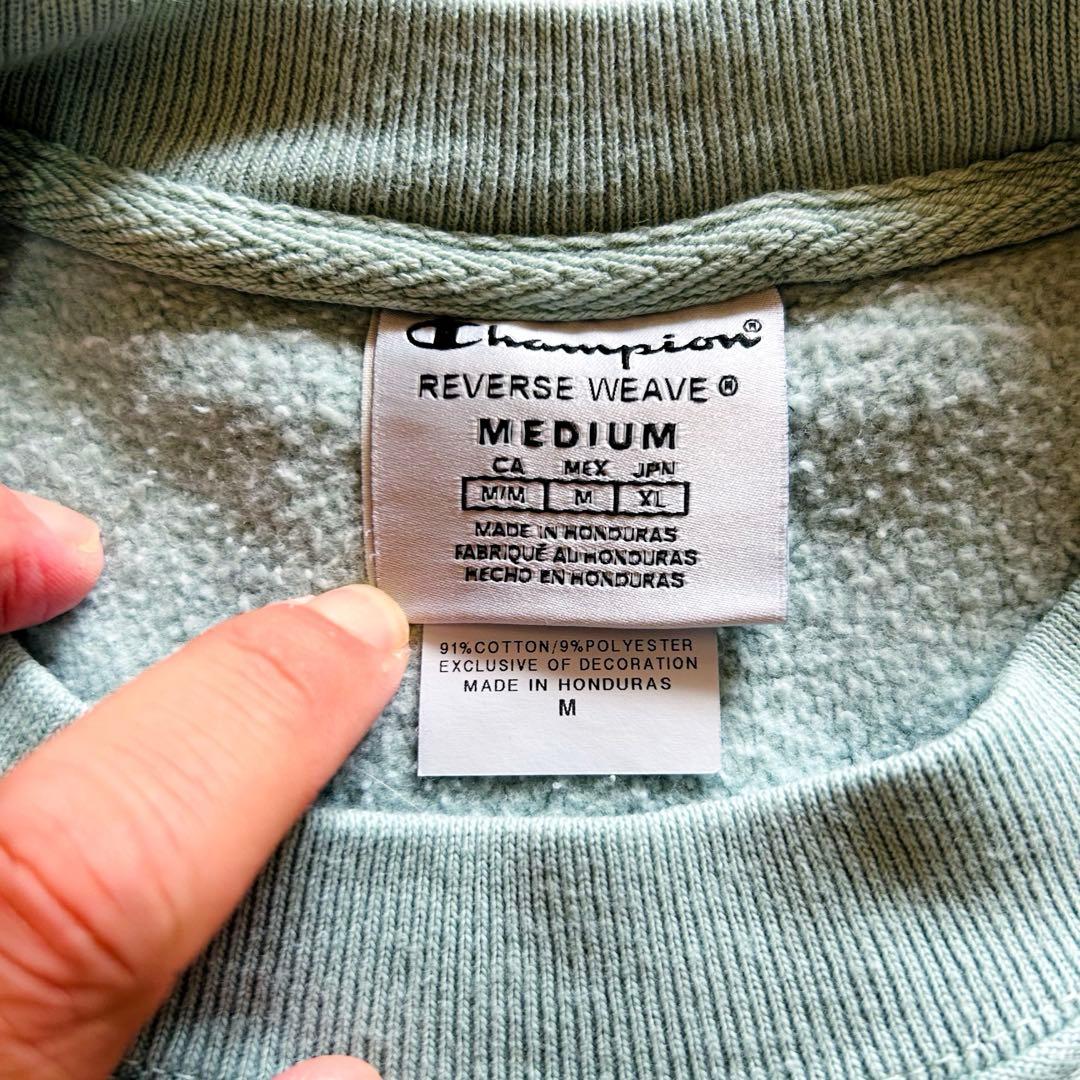 Champion®
REVERSE WEAVE®
MEDIUM
CA MEX JPN
M/M M XL
MADE IN HONDURAS
FABRIQUÉ AU HONDURAS
HECHO EN HONDURAS
91%COTTON/9%POLYESTER
EXCLUSIVE OF DECORATION
MADE IN HONDURAS
M